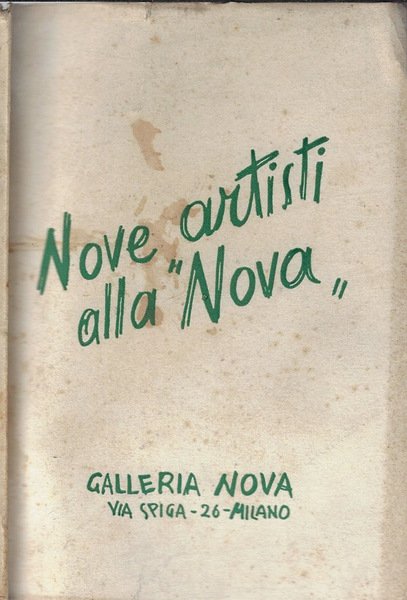 Nove artisti
alla "Nova„
GALLERIA NOVA
VIA SPIGA-26-MILANO